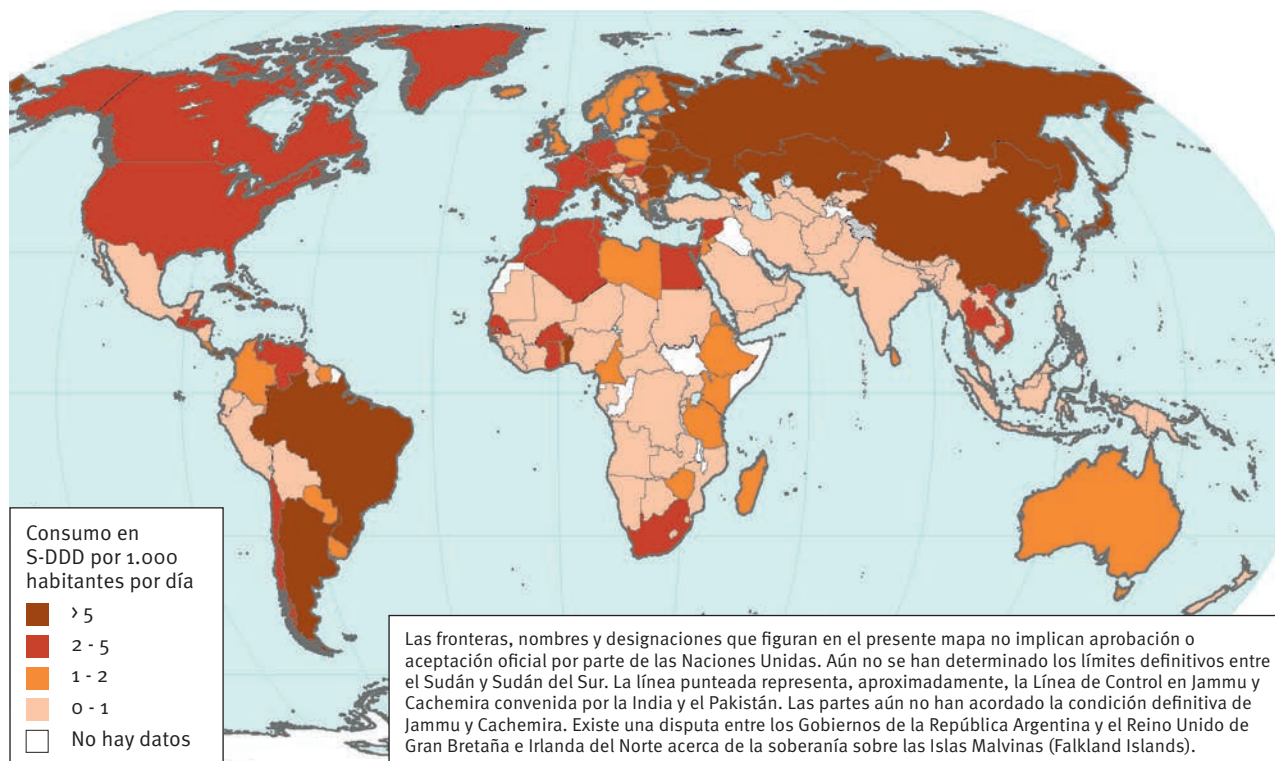 Consumo en
S-DDD por 1.000
habitantes por día
> 5
2 - 5
1 - 2
0 - 1
No hay datos
Las fronteras, nombres y designaciones que figuran en el presente mapa no implican aprobación o
aceptación oficial por parte de las Naciones Unidas. Aún no se han determinado los límites definitivos entre
el Sudán y Sudán del Sur. La línea punteada representa, aproximadamente, la Línea de Control en Jammu y
Cachemira convenida por la India y el Pakistán. Las partes aún no han acordado la condición definitiva de
Jammu y Cachemira. Existe una disputa entre los Gobiernos de la República Argentina y el Reino Unido de
Gran Bretaña e Irlanda del Norte acerca de la soberanía sobre las Islas Malvinas (Falkland Islands).